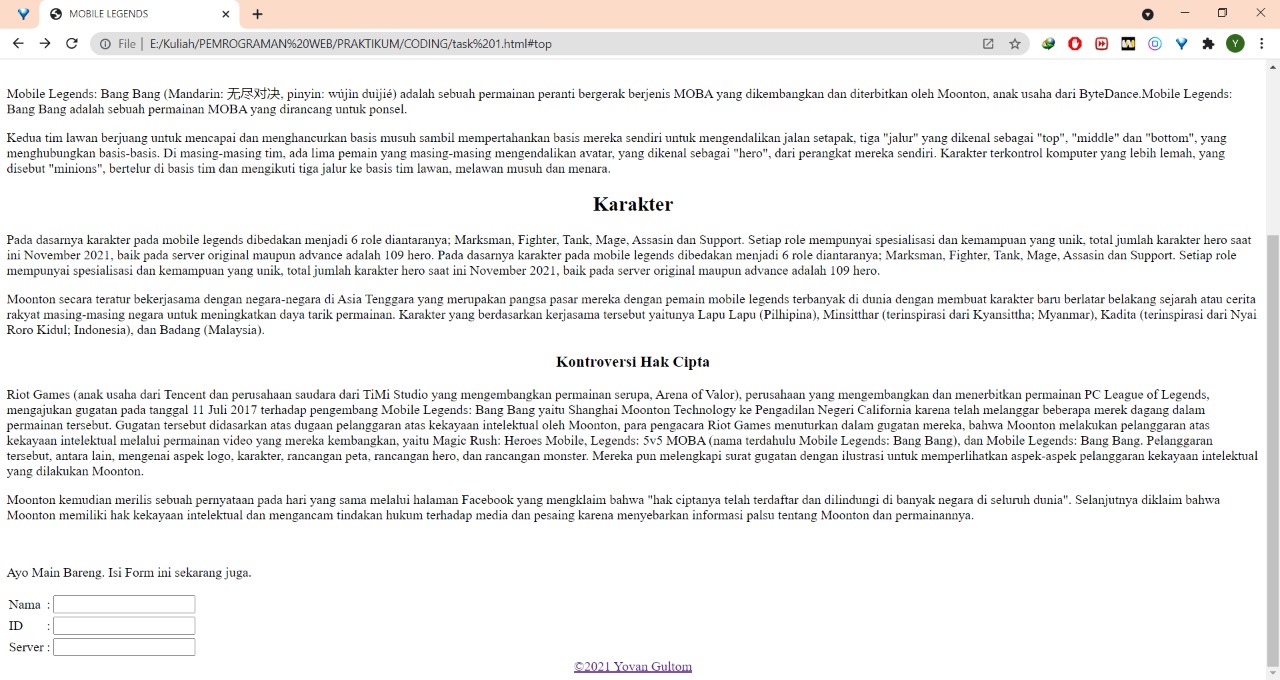 MOBILE LEGENDS
File | E:/Kuliah/PEMROGRAMAN%20WEB/PRAKTIKUM/CODING/task%201.html#top
Y
Mobile Legends: Bang Bang (Mandarin: 无尽对决, pinyin: wújìn duìjié) adalah sebuah permainan peranti bergerak berjenis MOBA yang dikembangkan dan diterbitkan oleh Moonton, anak usaha dari ByteDance.Mobile Legends:
Bang Bang adalah sebuah permainan MOBA yang dirancang untuk ponsel.
Kedua tim lawan berjuang untuk mencapai dan menghancurkan basis musuh sambil mempertahankan basis mereka sendiri untuk mengendalikan jalan setapak, tiga "jalur" yang dikenal sebagai "top", "middle" dan "bottom", yang
menghubungkan basis-basis. Di masing-masing tim, ada lima pemain yang masing-masing mengendalikan avatar, yang dikenal sebagai "hero", dari perangkat mereka sendiri. Karakter terkontrol komputer yang lebih lemah, yang
disebut "minions", bertelur di basis tim dan mengikuti tiga jalur ke basis tim lawan, melawan musuh dan menara.
Karakter
Pada dasarnya karakter pada mobile legends dibedakan menjadi 6 role diantaranya; Marksman, Fighter, Tank, Mage, Assasin dan Support. Setiap role mempunyai spesialisasi dan kemampuan yang unik, total jumlah karakter hero saat
ini November 2021, baik pada server original maupun advance adalah 109 hero. Pada dasarnya karakter pada mobile legends dibedakan menjadi 6 role diantaranya; Marksman, Fighter, Tank, Mage, Assasin dan Support. Setiap role
mempunyai spesialisasi dan kemampuan yang unik, total jumlah karakter hero saat ini November 2021, baik pada server original maupun advance adalah 109 hero.
Moonton secara teratur bekerjasama dengan negara-negara di Asia Tenggara yang merupakan pangsa pasar mereka dengan pemain mobile legends terbanyak di dunia dengan membuat karakter baru berlatar belakang sejarah atau cerita
rakyat masing-masing negara untuk meningkatkan daya tarik permainan. Karakter yang berdasarkan kerjasama tersebut yaitunya Lapu Lapu (Pilhipina), Minsitthar (terinspirasi dari Kyansittha; Myanmar), Kadita (terinspirasi dari Nyai
Roro Kidul; Indonesia), dan Badang (Malaysia).
Kontroversi Hak Cipta
Riot Games (anak usaha dari Tencent dan perusahaan saudara dari TiMi Studio yang mengembangkan permainan serupa, Arena of Valor), perusahaan yang mengembangkan dan menerbitkan permainan PC League of Legends,
mengajukan gugatan pada tanggal 11 Juli 2017 terhadap pengembang Mobile Legends: Bang Bang yaitu Shanghai Moonton Technology ke Pengadilan Negeri California karena telah melanggar beberapa merek dagang dalam
permainan tersebut. Gugatan tersebut didasarkan atas dugaan pelanggaran atas kekayaan intelektual oleh Moonton, para pengacara Riot Games menuturkan dalam gugatan mereka, bahwa Moonton melakukan pelanggaran atas
kekayaan intelektual melalui permainan video yang mereka kembangkan, yaitu Magic Rush: Heroes Mobile, Legends: 5v5 MOBA (nama terdahulu Mobile Legends: Bang Bang), dan Mobile Legends: Bang Bang. Pelanggaran
tersebut, antara lain, mengenai aspek logo, karakter, rancangan peta, rancangan hero, dan rancangan monster. Mereka pun melengkapi surat gugatan dengan ilustrasi untuk memperlihatkan aspek-aspek pelanggaran kekayaan intelektual
yang dilakukan Moonton.
Moonton kemudian merilis sebuah pernyataan pada hari yang sama melalui halaman Facebook yang mengklaim bahwa "hak ciptanya telah terdaftar dan dilindungi di banyak negara di seluruh dunia". Selanjutnya diklaim bahwa
Moonton memiliki hak kekayaan intelektual dan mengancam tindakan hukum terhadap media dan pesaing karena menyebarkan informasi palsu tentang Moonton dan permainannya.
Ayo Main Bareng. Isi Form ini sekarang juga.
Nama :
ID :
Server :
©2021 Yovan Gultom